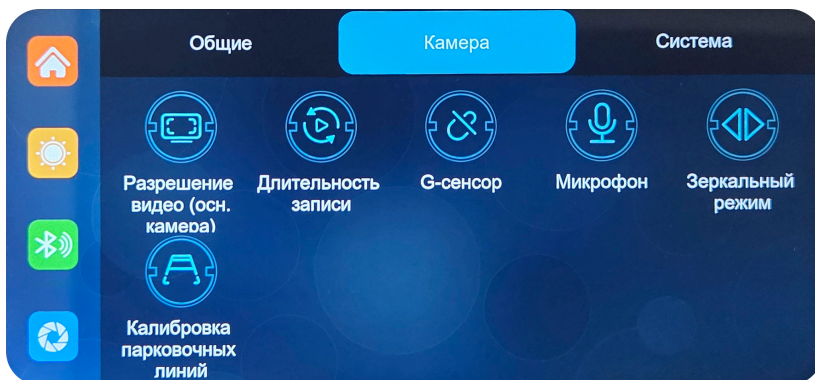 Общие
Камера
Система
Разрешение
видео (осн.
камера)
Длительность
записи
G-сенсор
Микрофон
Зеркальный
режим
Калибровка
парковочных
линий